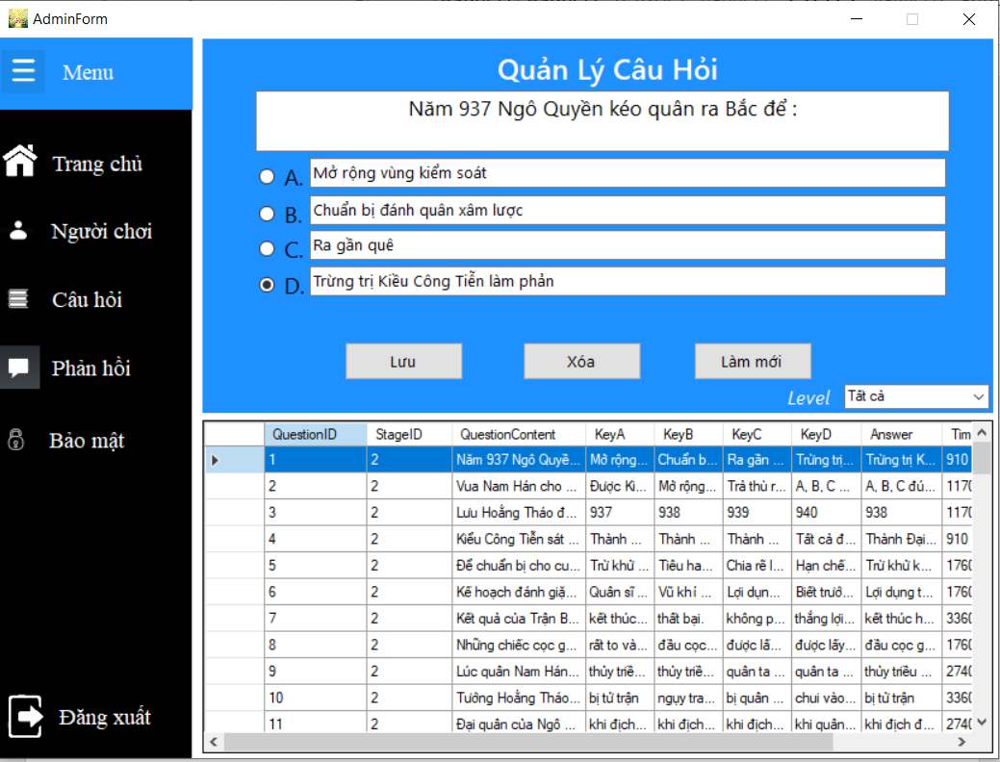 AdminForm
Menu
Trang chủ
Người chơi
Câu hỏi
Phản hồi
Bảo mật
Đăng xuất
Quản Lý Câu Hỏi
Năm 937 Ngô Quyền kéo quân ra Bắc để :
A. Mở rộng vùng kiểm soát
B. Chuẩn bị đánh quân xâm lược
C. Ra gần quê
D. Trừng trị Kiều Công Tiễn làm phản
Lưu Xóa Làm mới
Level Tất cả
QuestionID StageID QuestionContent KeyA KeyB KeyC KeyD Answer Tim
1 2 Năm 937 Ngô Quyề... Mở rộng... Chuẩn b... Ra gần ... Trừng trị... Trừng trị K... 910
2 2 Vua Nam Hán cho ... Được Ki... Mở rộng... Trả thù r... A, B, C ... A, B, C đú... 1170
3 2 Lưu Hoằng Tháo đ... 937 938 939 940 938 1170
4 2 Kiều Công Tiễn sát ... Thành ... Thành ... Thành ... Tất cả đ... Thành Đại... 910
5 2 Để chuẩn bị cho cu... Trừ khử ... Tiêu ha... Chia rẽ l... Hạn chế... Trừ khử k... 1760
6 2 Kế hoạch đánh giặ... Quân sĩ ... Vũ khí ... Lợi dụn... Biết trướ... Lợi dụng t... 1760
7 2 Kết quả của Trận B... kết thúc... thất bại. không p... thắng lợi... kết thúc h... 3360
8 2 Những chiếc cọc g... rất to và... đầu cọc... được lấ... được lấy... đầu cọc g... 1760
9 2 Lúc quân Nam Hán... thủy triề... thủy triề... quân ta ... quân ta ... thủy triều ... 2740
10 2 Tướng Hoằng Tháo... bị tử trận nguỵ tra... bị quân ... chui vào... bị tử trận 3360
11 2 Đại quân của Ngô ... khi địch... khi địch... khi địch... khi quân... khi địch đ... 2740